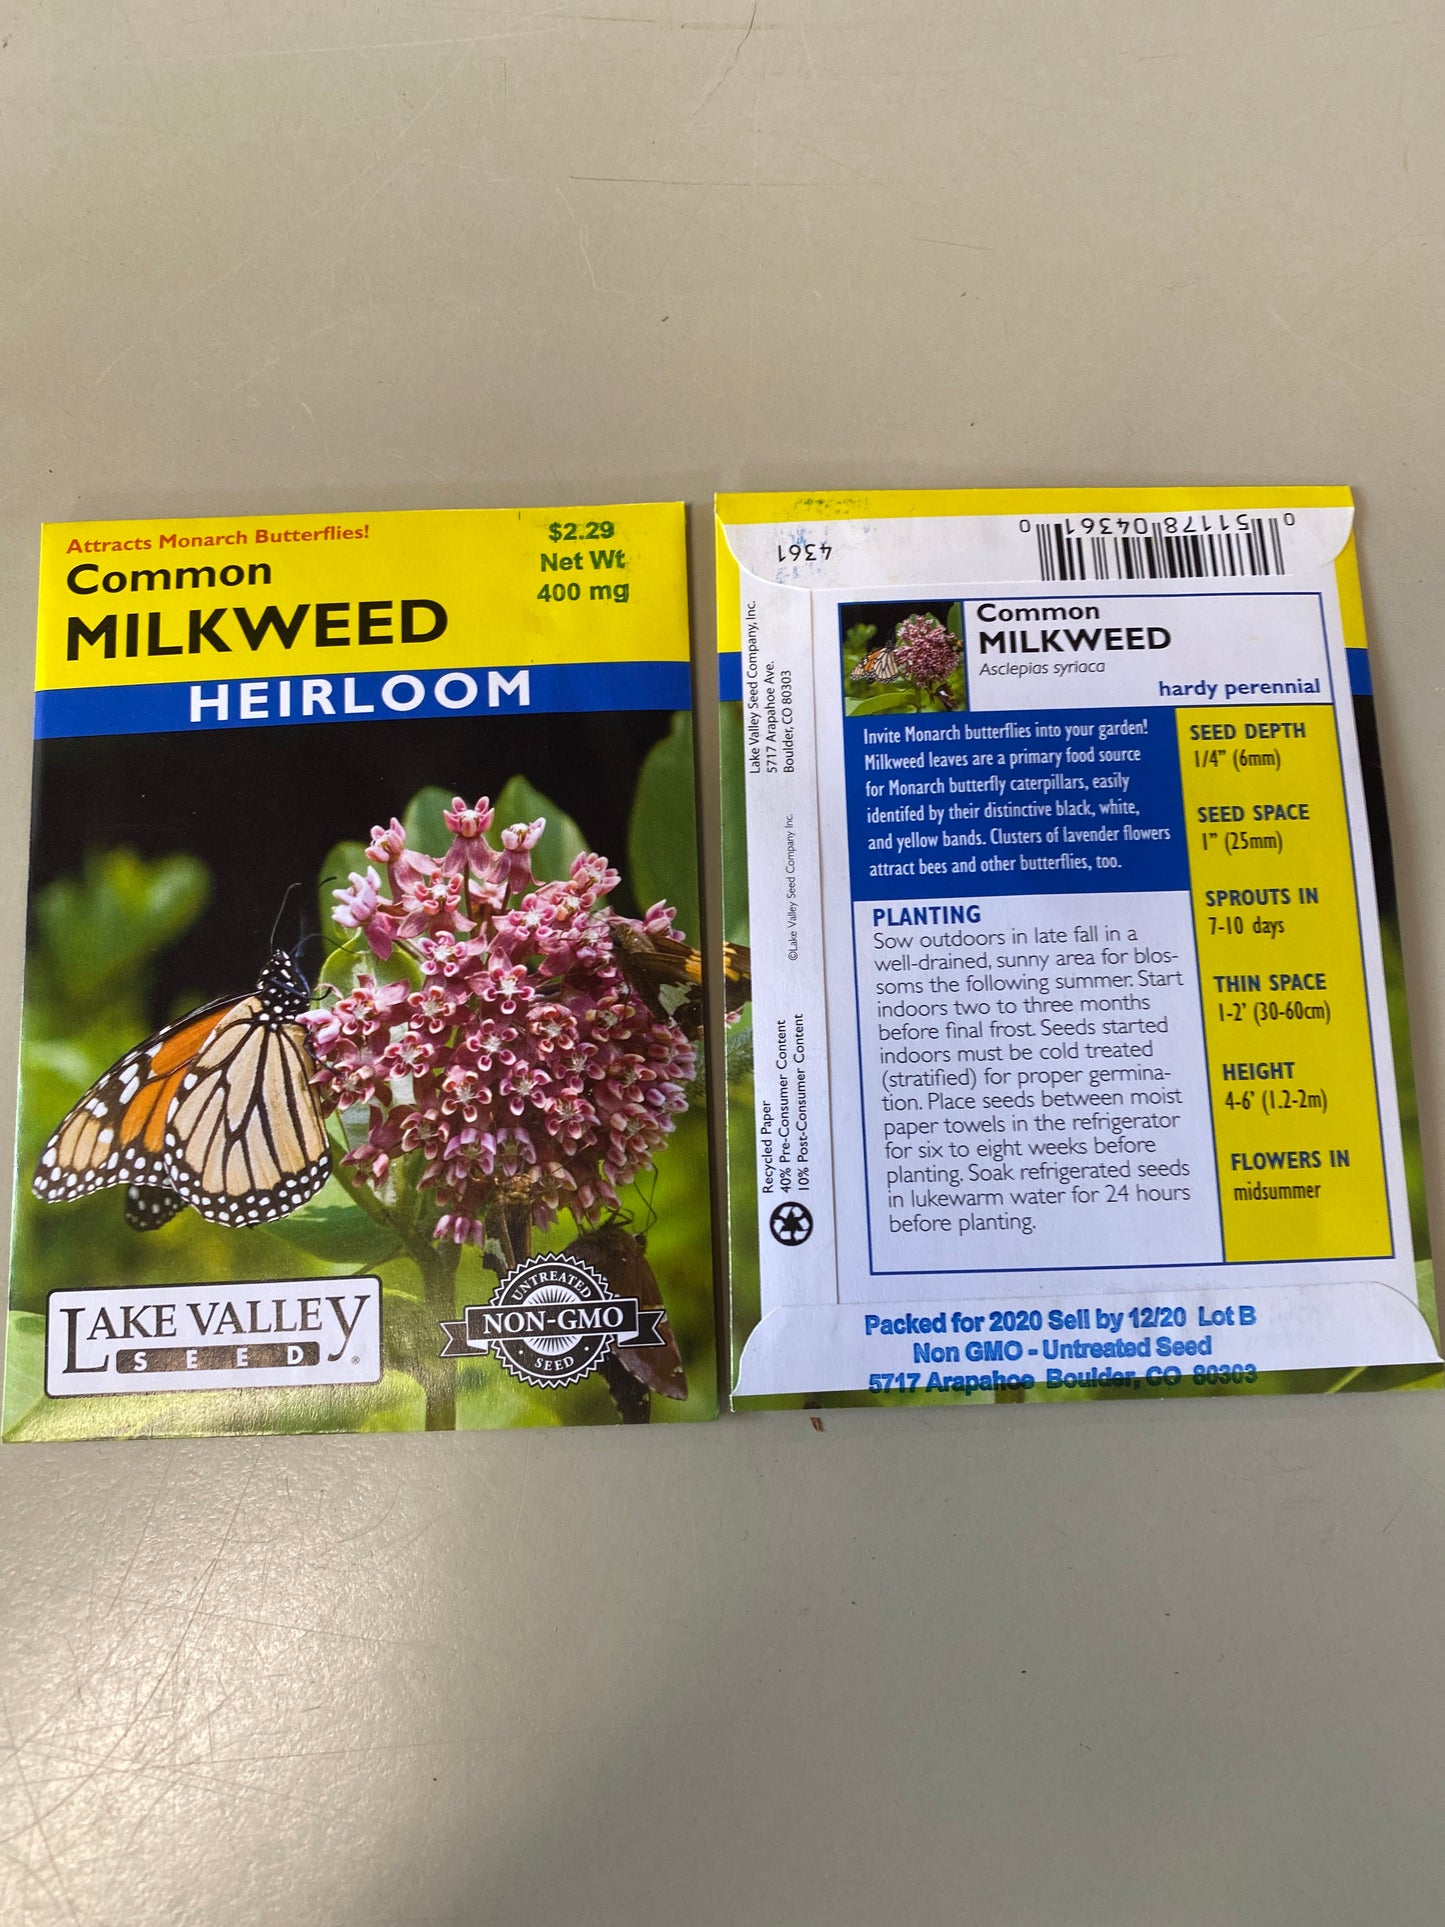 Attracts Monarch Butterflies!
Common
MILKWEED
$2.29
Net Wt
400 mg
HEIRLOOM
LAKE VALLEY
SEED®
UNTREATED
NON-GMO
SEED
4361
0 51178 04361 0
Lake Valley Seed Company, Inc.
5717 Arapahoe Ave.
Boulder, CO 80303
©Lake Valley Seed Company Inc.
Recycled Paper
40% Pre-Consumer Content
10% Post-Consumer Content
Common
MILKWEED
Asclepias syriaca
hardy perennial
Invite Monarch butterflies into your garden!
Milkweed leaves are a primary food source
for Monarch butterfly caterpillars, easily
identifed by their distinctive black, white,
and yellow bands. Clusters of lavender flowers
attract bees and other butterflies, too.
PLANTING
Sow outdoors in late fall in a
well-drained, sunny area for blos-
soms the following summer. Start
indoors two to three months
before final frost. Seeds started
indoors must be cold treated
(stratified) for proper germina-
tion. Place seeds between moist
paper towels in the refrigerator
for six to eight weeks before
planting. Soak refrigerated seeds
in lukewarm water for 24 hours
before planting.
SEED DEPTH
1/4" (6mm)
SEED SPACE
1" (25mm)
SPROUTS IN
7-10 days
THIN SPACE
1-2' (30-60cm)
HEIGHT
4-6' (1.2-2m)
FLOWERS IN
midsummer
Packed for 2020 Sell by 12/20 Lot B
Non GMO - Untreated Seed
5717 Arapahoe Boulder, CO 80303